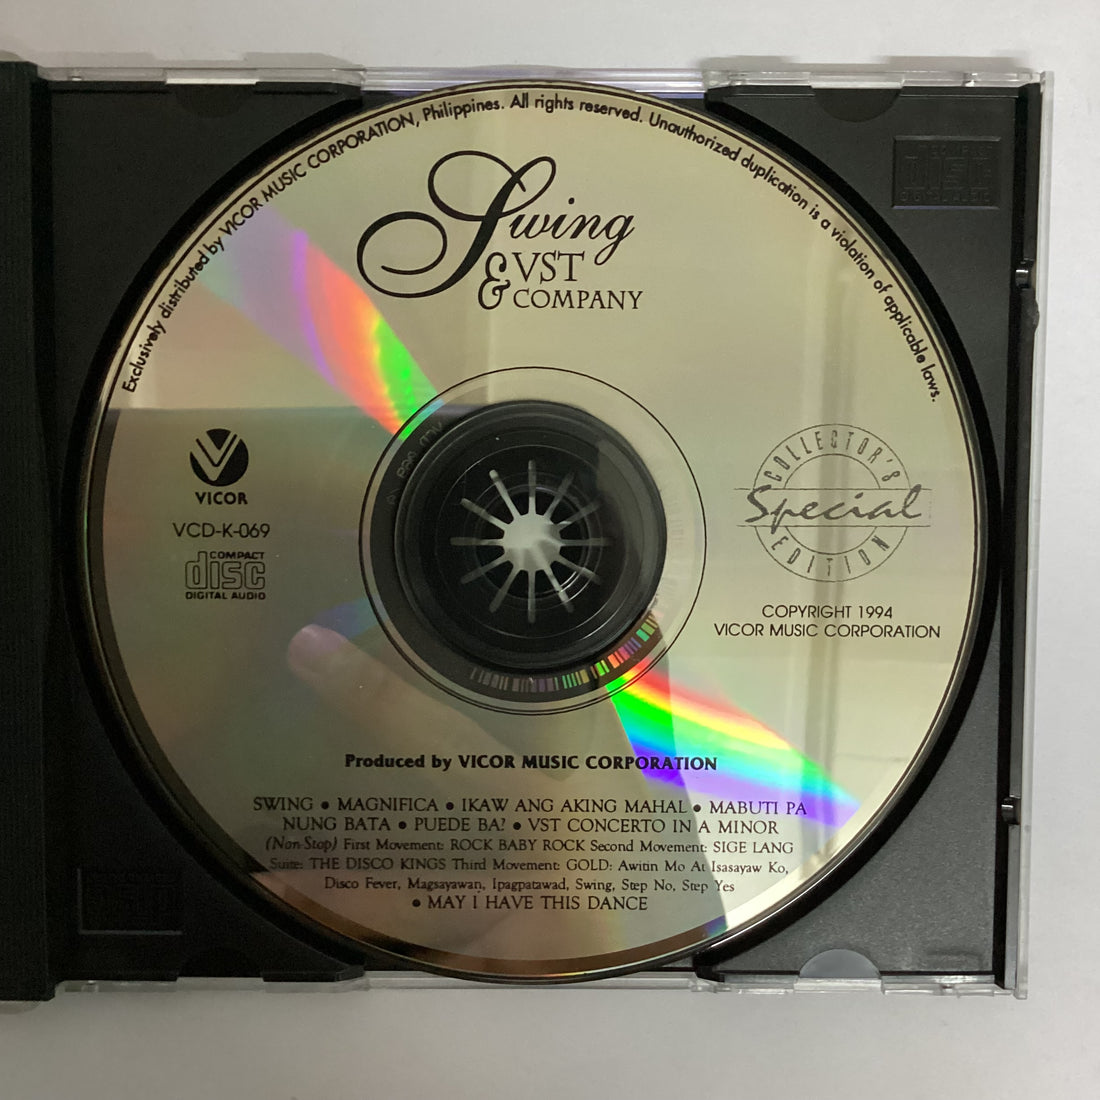 Exclusively distributed by VICOR MUSIC CORPORATION, Philippines. All rights reserved. Unauthorized duplication is a violation of applicable laws.
Swing
& VST
COMPANY
VICOR
VCD-K-069
COMPACT
disc
DIGITAL AUDIO
COLLECTOR'S
Special
EDITION
COPYRIGHT 1994
VICOR MUSIC CORPORATION
Produced by VICOR MUSIC CORPORATION
SWING • MAGNIFICA • IKAW ANG AKING MAHAL • MABUTI PA
NUNG BATA • PUEDE BA? • VST CONCERTO IN A MINOR
(Non-Stop) First Movement: ROCK BABY ROCK Second Movement: SIGE LANG
Suite: THE DISCO KINGS Third Movement: GOLD: Awitin Mo At Isasayaw Ko,
Disco Fever, Magsayawan, Ipagpatawad, Swing, Step No, Step Yes
• MAY I HAVE THIS DANCE